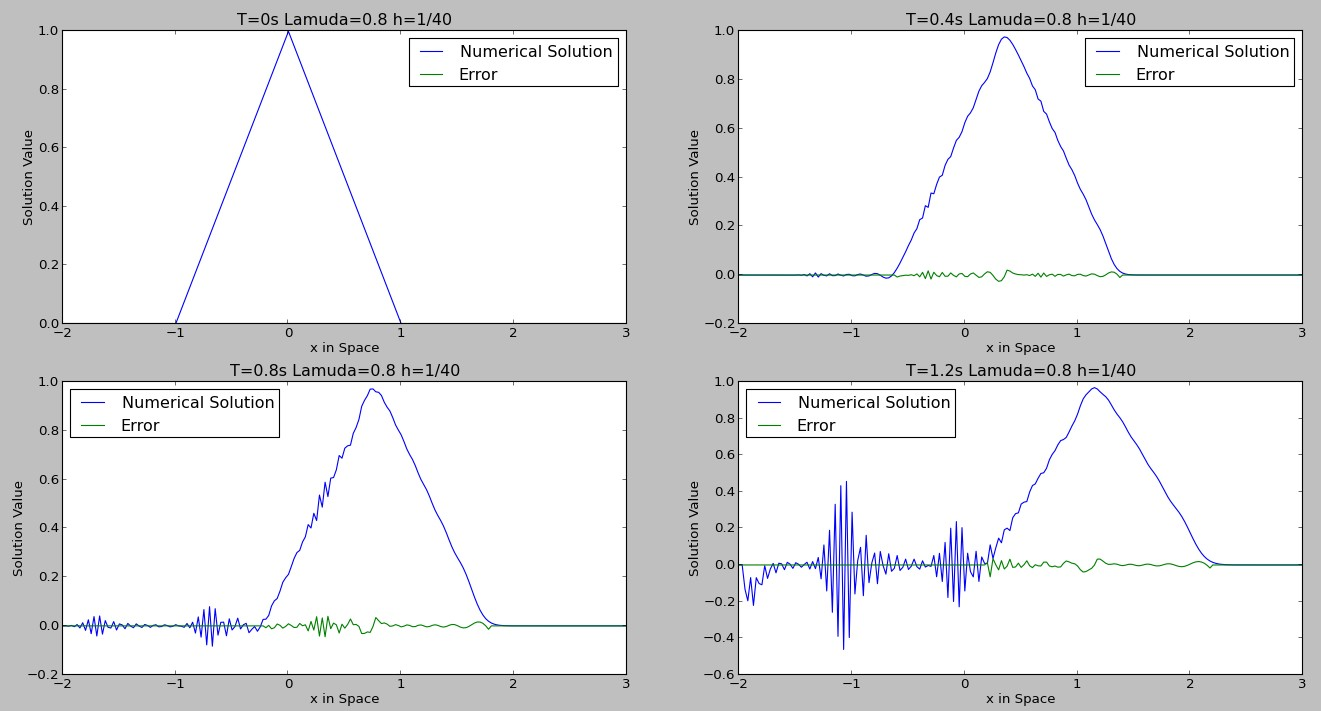 T=0s Lamuda=0.8 h=1/40
Numerical Solution
Error
Solution Value
1.0
0.8
0.6
0.4
0.2
0.0
−2 −1 0 1 2 3
x in Space
T=0.4s Lamuda=0.8 h=1/40
Numerical Solution
Error
Solution Value
1.0
0.8
0.6
0.4
0.2
0.0
−0.2
−2 −1 0 1 2 3
x in Space
T=0.8s Lamuda=0.8 h=1/40
Numerical Solution
Error
Solution Value
1.0
0.8
0.6
0.4
0.2
0.0
−0.2
−2 −1 0 1 2 3
x in Space
T=1.2s Lamuda=0.8 h=1/40
Numerical Solution
Error
Solution Value
1.0
0.8
0.6
0.4
0.2
0.0
−0.2
−0.4
−0.6
−2 −1 0 1 2 3
x in Space